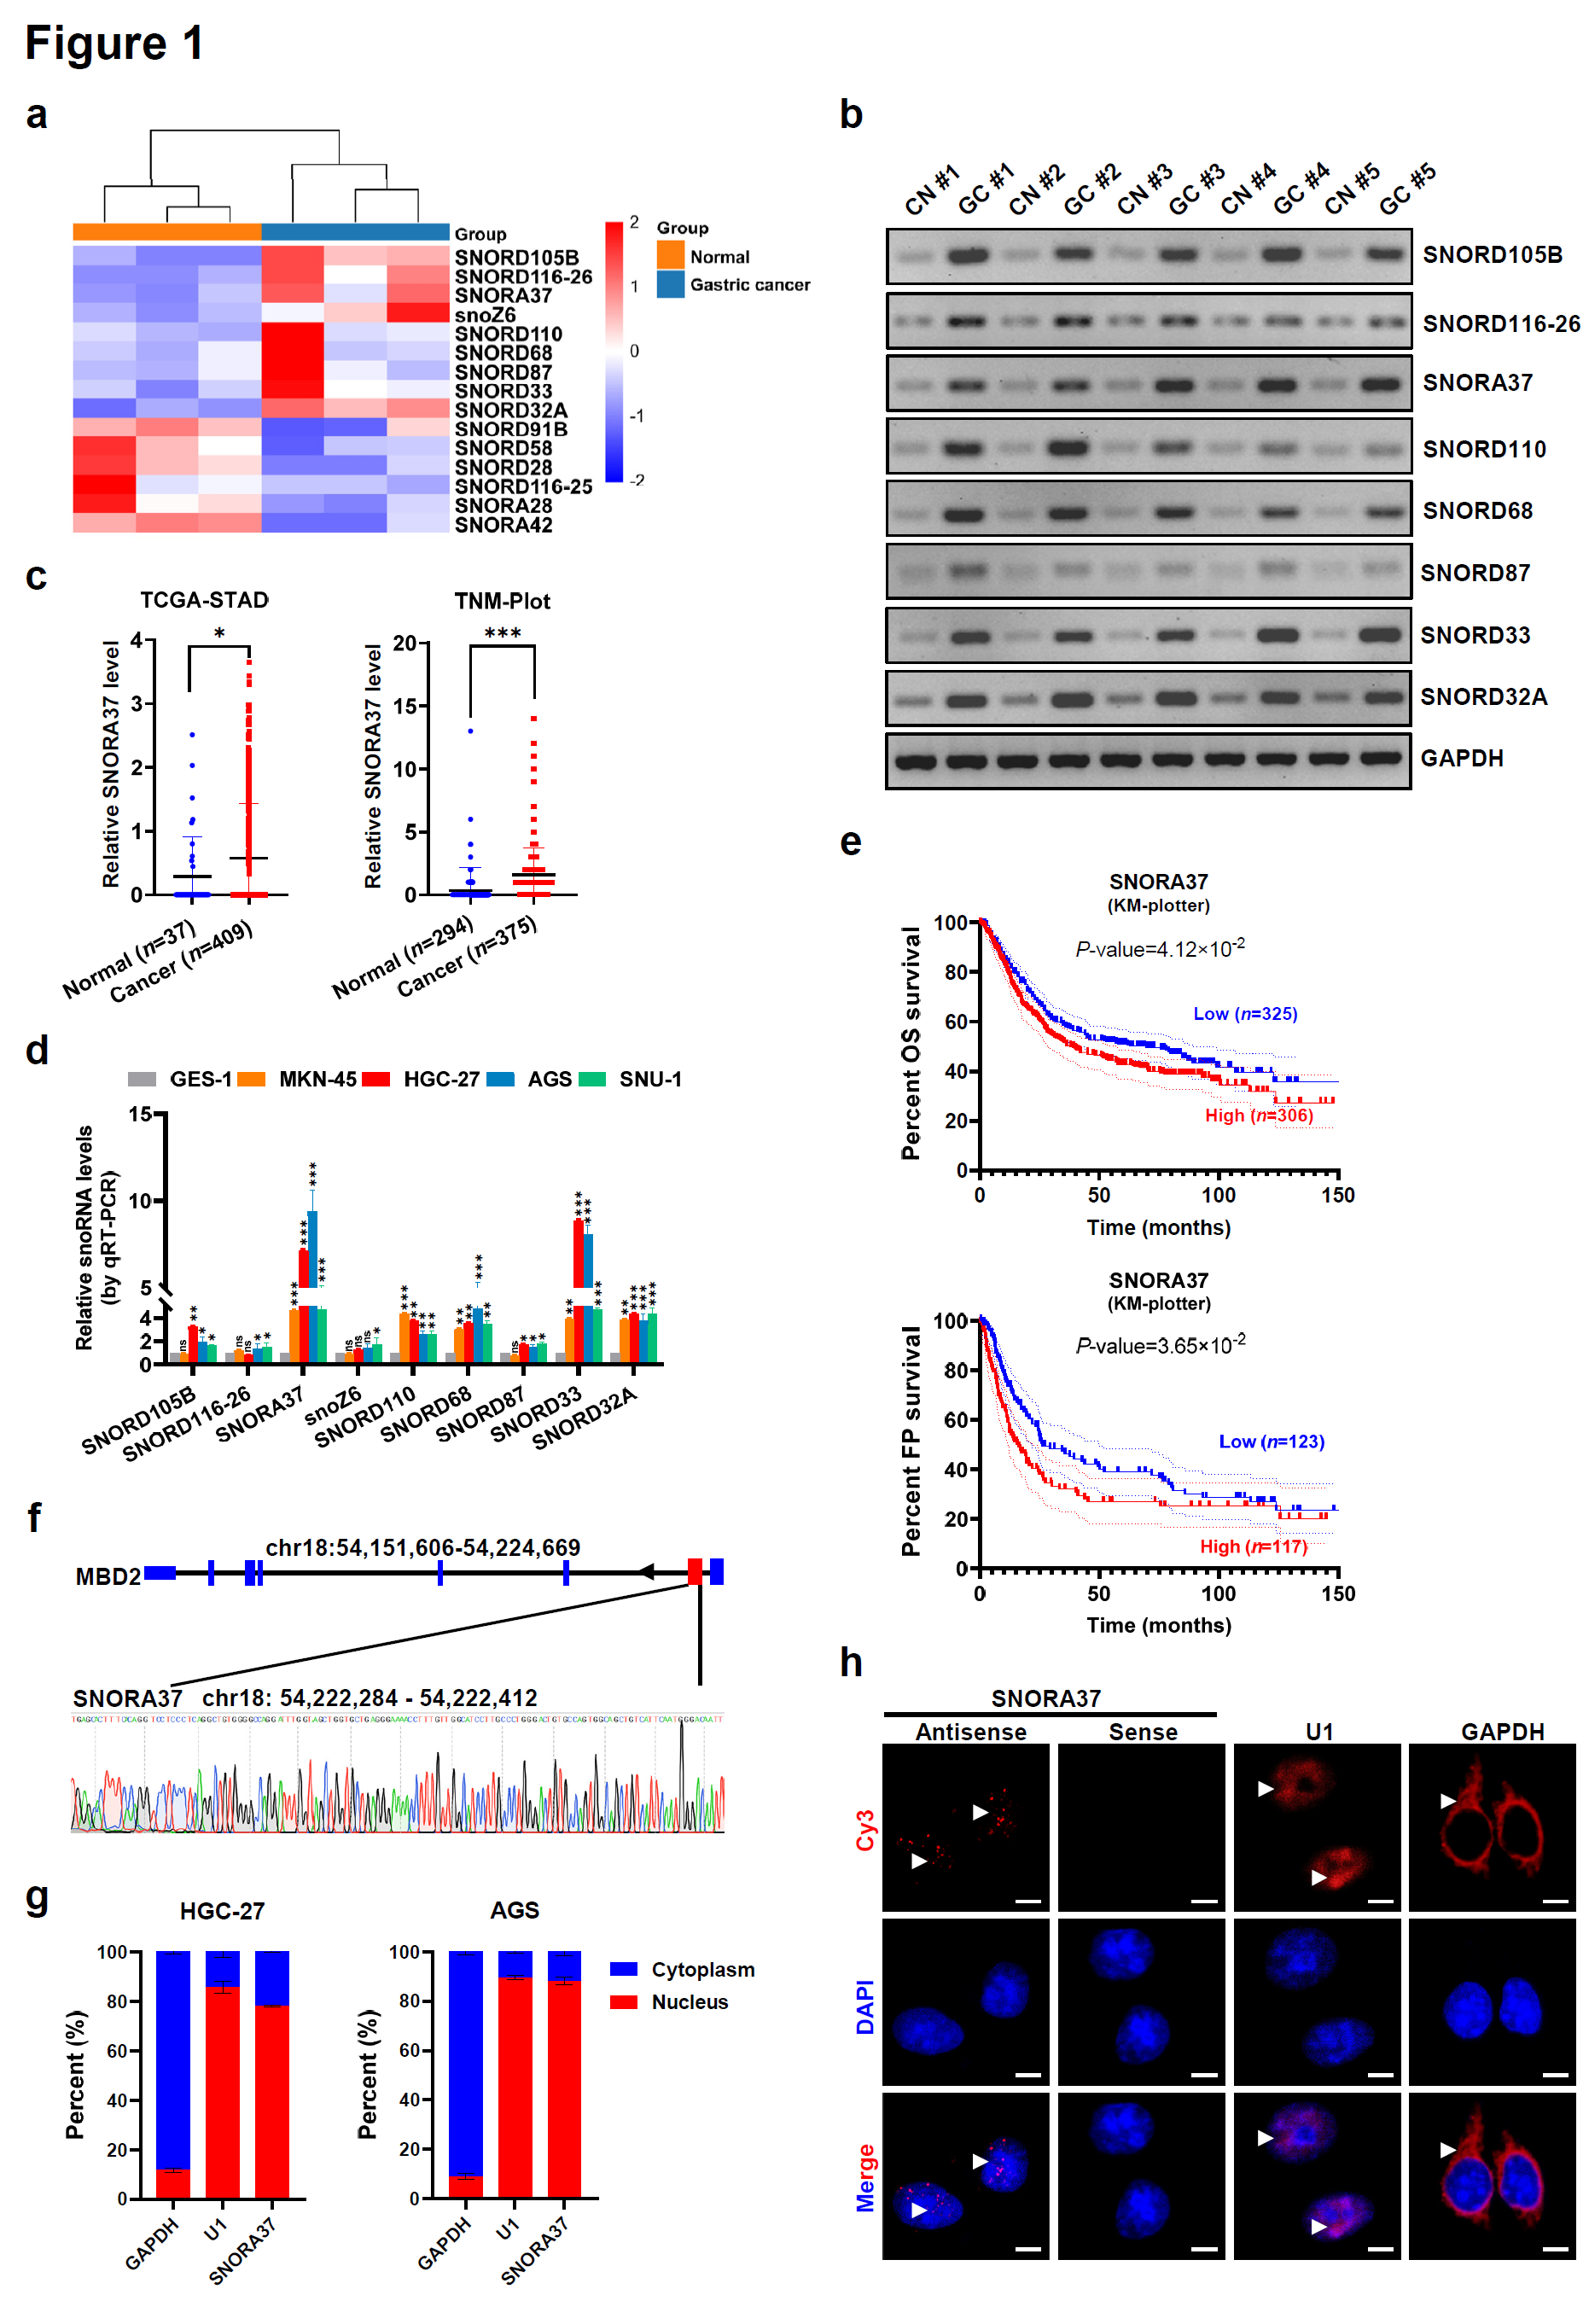 Figure 1
a
Group
SNORD105B
SNORD116-26
SNORA37
snoZ6
SNORD110
SNORD68
SNORD87
SNORD33
SNORD32A
SNORD91B
SNORD58
SNORD28
SNORD116-25
SNORA28
SNORA42
2
1
0
-1
-2
Group
Normal
Gastric cancer
b
CN #1 GC #1 CN #2 GC #2 CN #3 GC #3 CN #4 GC #4 CN #5 GC #5
SNORD105B
SNORD116-26
SNORA37
SNORD110
SNORD68
SNORD87
SNORD33
SNORD32A
GAPDH
c
TCGA-STAD
*
Relative SNORA37 level
4
3
2
1
0
Normal (n=37)
Cancer (n=409)
TNM-Plot
***
Relative SNORA37 level
20
15
10
5
0
Normal (n=294)
Cancer (n=375)
d
GES-1 MKN-45 HGC-27 AGS SNU-1
Relative snoRNA levels
(by qRT-PCR)
15
10
5
4
2
0
ns ** * *
ns ns * *
*** *** *** ***
ns ns ns *
*** ** ** **
** ** *** **
ns * * *
** *** *** ***
** *** *** ***
SNORD105B
SNORD116-26
SNORA37
snoZ6
SNORD110
SNORD68
SNORD87
SNORD33
SNORD32A
e
SNORA37
(KM-plotter)
P-value=4.12×10-2
Low (n=325)
High (n=306)
Percent OS survival
100
80
60
40
20
0
0 50 100 150
Time (months)
SNORA37
(KM-plotter)
P-value=3.65×10-2
Low (n=123)
High (n=117)
Percent FP survival
100
80
60
40
20
0
0 50 100 150
Time (months)
f
chr18:54,151,606-54,224,669
MBD2
SNORA37 chr18: 54,222,284 - 54,222,412
g
HGC-27
Percent (%)
100
80
60
40
20
0
GAPDH
U1
SNORA37
AGS
Percent (%)
100
80
60
40
20
0
GAPDH
U1
SNORA37
Cytoplasm
Nucleus
h
SNORA37
Antisense Sense U1 GAPDH
Cy3
DAPI
Merge